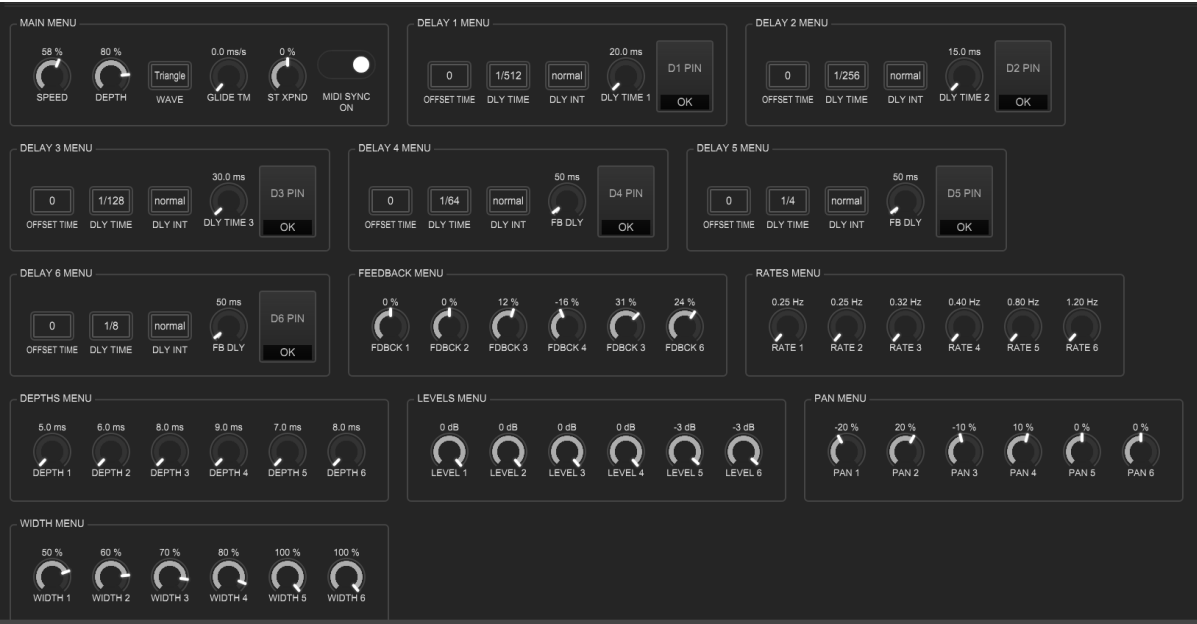 MAIN MENU
58 % 80 % 0.0 ms/s 0 %
Triangle
SPEED DEPTH WAVE GLIDE TM ST XPND MIDI SYNC
ON
DELAY 1 MENU
20.0 ms
0 1/512 normal D1 PIN
OFFSET TIME DLY TIME DLY INT DLY TIME 1 OK
DELAY 2 MENU
15.0 ms
0 1/256 normal D2 PIN
OFFSET TIME DLY TIME DLY INT DLY TIME 2 OK
DELAY 3 MENU
30.0 ms
0 1/128 normal D3 PIN
OFFSET TIME DLY TIME DLY INT DLY TIME 3 OK
DELAY 4 MENU
50 ms
0 1/64 normal D4 PIN
OFFSET TIME DLY TIME DLY INT FB DLY OK
DELAY 5 MENU
50 ms
0 1/4 normal D5 PIN
OFFSET TIME DLY TIME DLY INT FB DLY OK
DELAY 6 MENU
50 ms
0 1/8 normal D6 PIN
OFFSET TIME DLY TIME DLY INT FB DLY OK
FEEDBACK MENU
0 % 0 % 12 % -16 % 31 % 24 %
FDBCK 1 FDBCK 2 FDBCK 3 FDBCK 4 FDBCK 3 FDBCK 6
RATES MENU
0.25 Hz 0.25 Hz 0.32 Hz 0.40 Hz 0.80 Hz 1.20 Hz
RATE 1 RATE 2 RATE 3 RATE 4 RATE 5 RATE 6
DEPTHS MENU
5.0 ms 6.0 ms 8.0 ms 9.0 ms 7.0 ms 8.0 ms
DEPTH 1 DEPTH 2 DEPTH 3 DEPTH 4 DEPTH 5 DEPTH 6
LEVELS MENU
0 dB 0 dB 0 dB 0 dB -3 dB -3 dB
LEVEL 1 LEVEL 2 LEVEL 3 LEVEL 4 LEVEL 5 LEVEL 6
PAN MENU
-20 % 20 % -10 % 10 % 0 % 0 %
PAN 1 PAN 2 PAN 3 PAN 4 PAN 5 PAN 6
WIDTH MENU
50 % 60 % 70 % 80 % 100 % 100 %
WIDTH 1 WIDTH 2 WIDTH 3 WIDTH 4 WIDTH 5 WIDTH 6